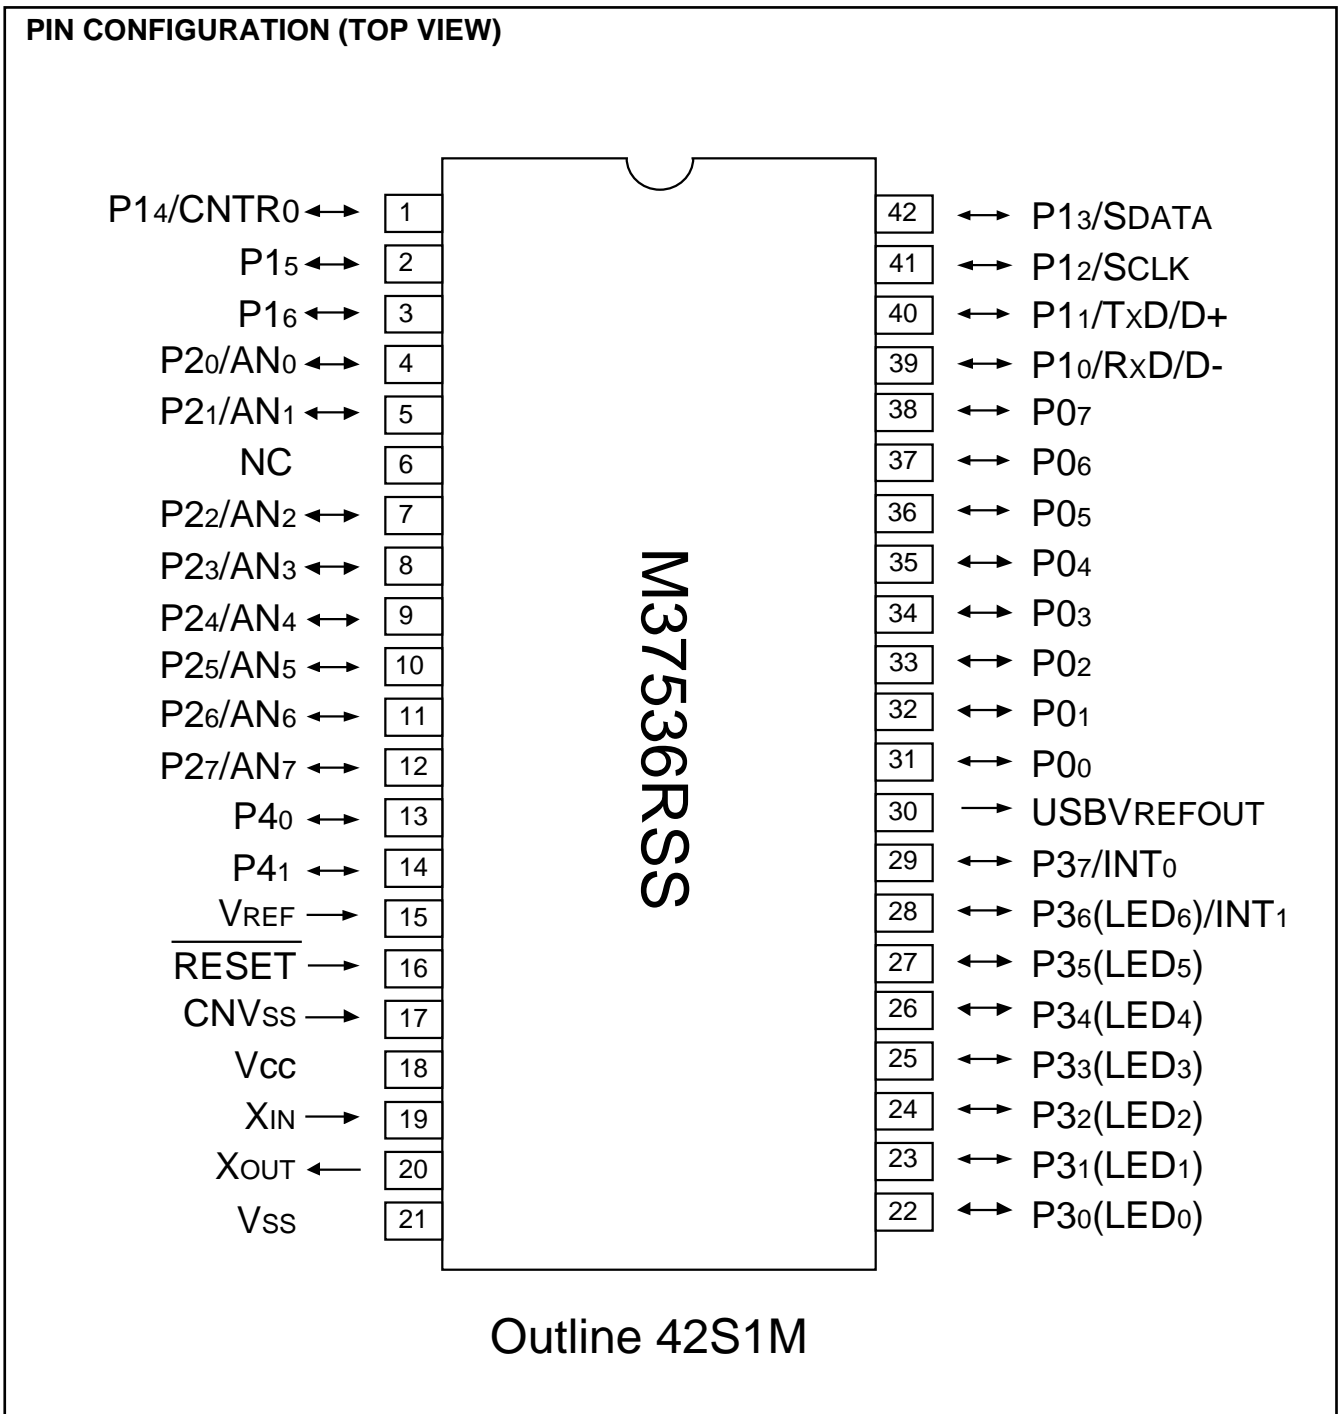 PIN CONFIGURATION (TOP VIEW)
P14/CNTR0 1
P15 2
P16 3
P20/AN0 4
P21/AN1 5
NC 6
P22/AN2 7
P23/AN3 8
P24/AN4 9
P25/AN5 10
P26/AN6 11
P27/AN7 12
P40 13
P41 14
VREF 15
RESET 16
CNVSS 17
VCC 18
XIN 19
XOUT 20
VSS 21
M37536RSS
42 P13/SDATA
41 P12/SCLK
40 P11/TXD/D+
39 P10/RXD/D-
38 P07
37 P06
36 P05
35 P04
34 P03
33 P02
32 P01
31 P00
30 USBVREFOUT
29 P37/INT0
28 P36(LED6)/INT1
27 P35(LED5)
26 P34(LED4)
25 P33(LED3)
24 P32(LED2)
23 P31(LED1)
22 P30(LED0)
Outline 42S1M